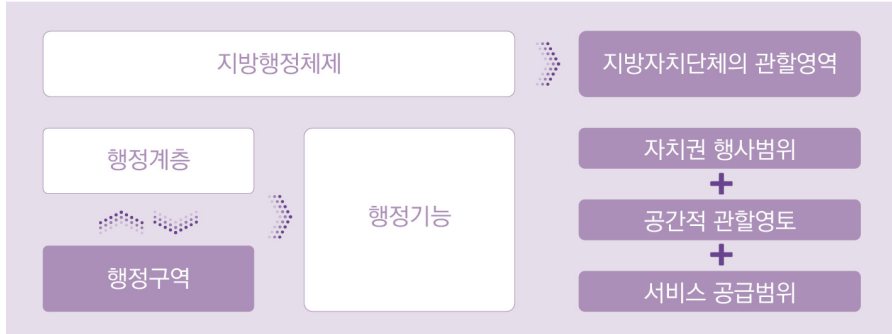 지방행정체제
지방자치단체의 관할영역
행정계층
행정구역
행정기능
자치권 행사범위
+
공간적 관할영토
+
서비스 공급범위